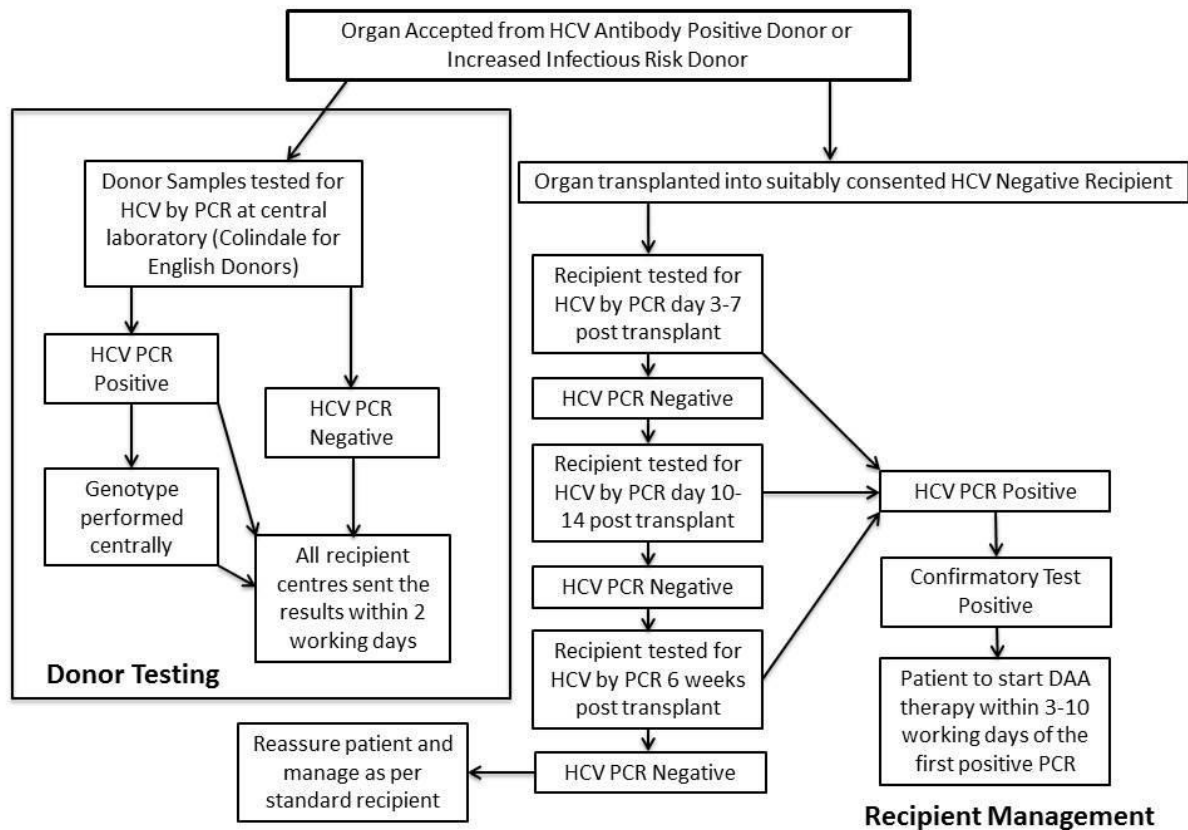 Organ Accepted from HCV Antibody Positive Donor or
Increased Infectious Risk Donor
Donor Samples tested for
HCV by PCR at central
laboratory (Colindale for
English Donors)
HCV PCR
Positive
HCV PCR
Negative
Genotype
performed
centrally
All recipient
centres sent the
results within 2
working days
Donor Testing
Organ transplanted into suitably consented HCV Negative Recipient
Recipient tested for
HCV by PCR day 3-7
post transplant
HCV PCR Negative
Recipient tested for
HCV by PCR day 10-
14 post transplant
HCV PCR Negative
Recipient tested for
HCV by PCR 6 weeks
post transplant
HCV PCR Negative
Reassure patient and
manage as per
standard recipient
HCV PCR Positive
Confirmatory Test
Positive
Patient to start DAA
therapy within 3-10
working days of the
first positive PCR
Recipient Management